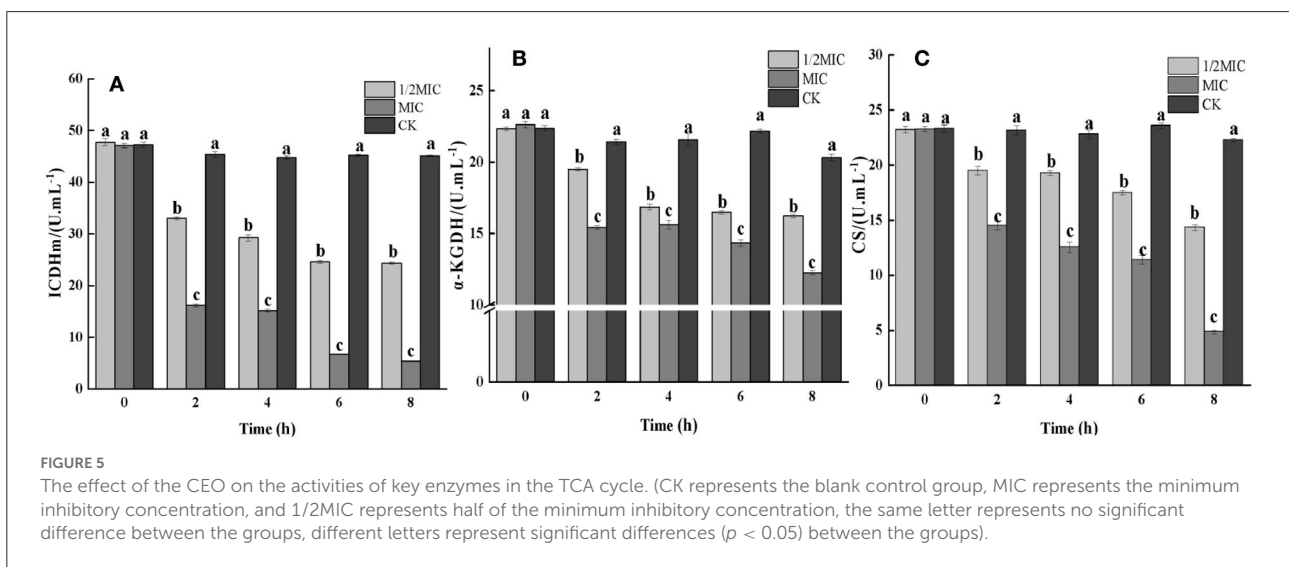 A
ICDHm/(U.mL⁻¹)
60
50
40
30
20
10
0
1/2MIC
MIC
CK
a a a
a
a
a
a
b
b
b
b
c
c
c
c
0 2 4 6 8
Time (h)
B
α-KGDH/(U.mL⁻¹)
25
20
15
10
0
1/2MIC
MIC
CK
a a a
a
a
a
a
b
b
b
b
c
c
c
c
0 2 4 6 8
Time (h)
C
CS/(U.mL⁻¹)
30
25
20
15
10
5
0
1/2MIC
MIC
CK
a a a
a
a
a
a
b
b
b
b
c
c
c
c
0 2 4 6 8
Time (h)
FIGURE 5
The effect of the CEO on the activities of key enzymes in the TCA cycle. (CK represents the blank control group, MIC represents the minimum
inhibitory concentration, and 1/2MIC represents half of the minimum inhibitory concentration, the same letter represents no significant
difference between the groups, different letters represent significant differences (p < 0.05) between the groups).